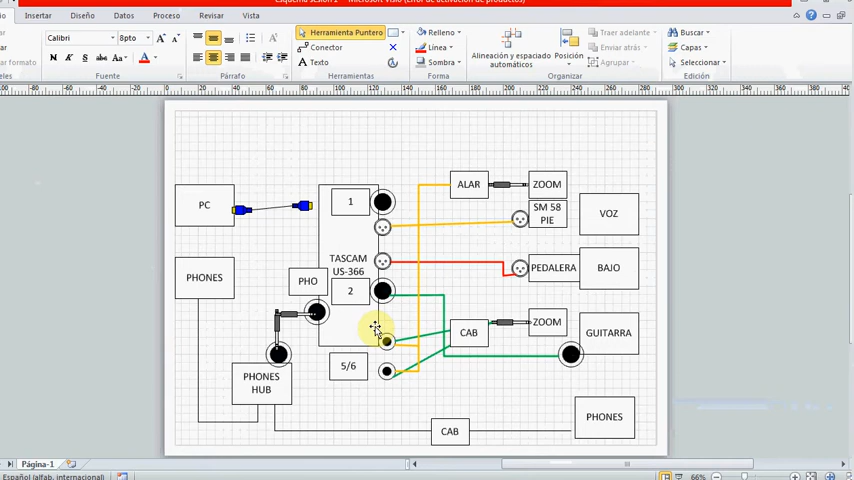 Insertar Diseño Datos Proceso Revisar Vista
Calibri 8pto
Fuente
Párrafo
Herramienta Puntero
Conector
Texto
Herramientas
Relleno
Línea
Sombra
Forma
Alineación y espaciado
automáticos
Posición
Traer adelante
Enviar atrás
Agrupar
Organizar
Buscar
Capas
Seleccionar
Edición
PC
1
ALAR
ZOOM
SM 58
PIE
VOZ
TASCAM
US-366
PHONES
PHO
2
PEDALERA
BAJO
CAB
ZOOM
GUITARRA
5/6
PHONES
HUB
CAB
PHONES
Página-1
Español (alfab. internacional)
66%